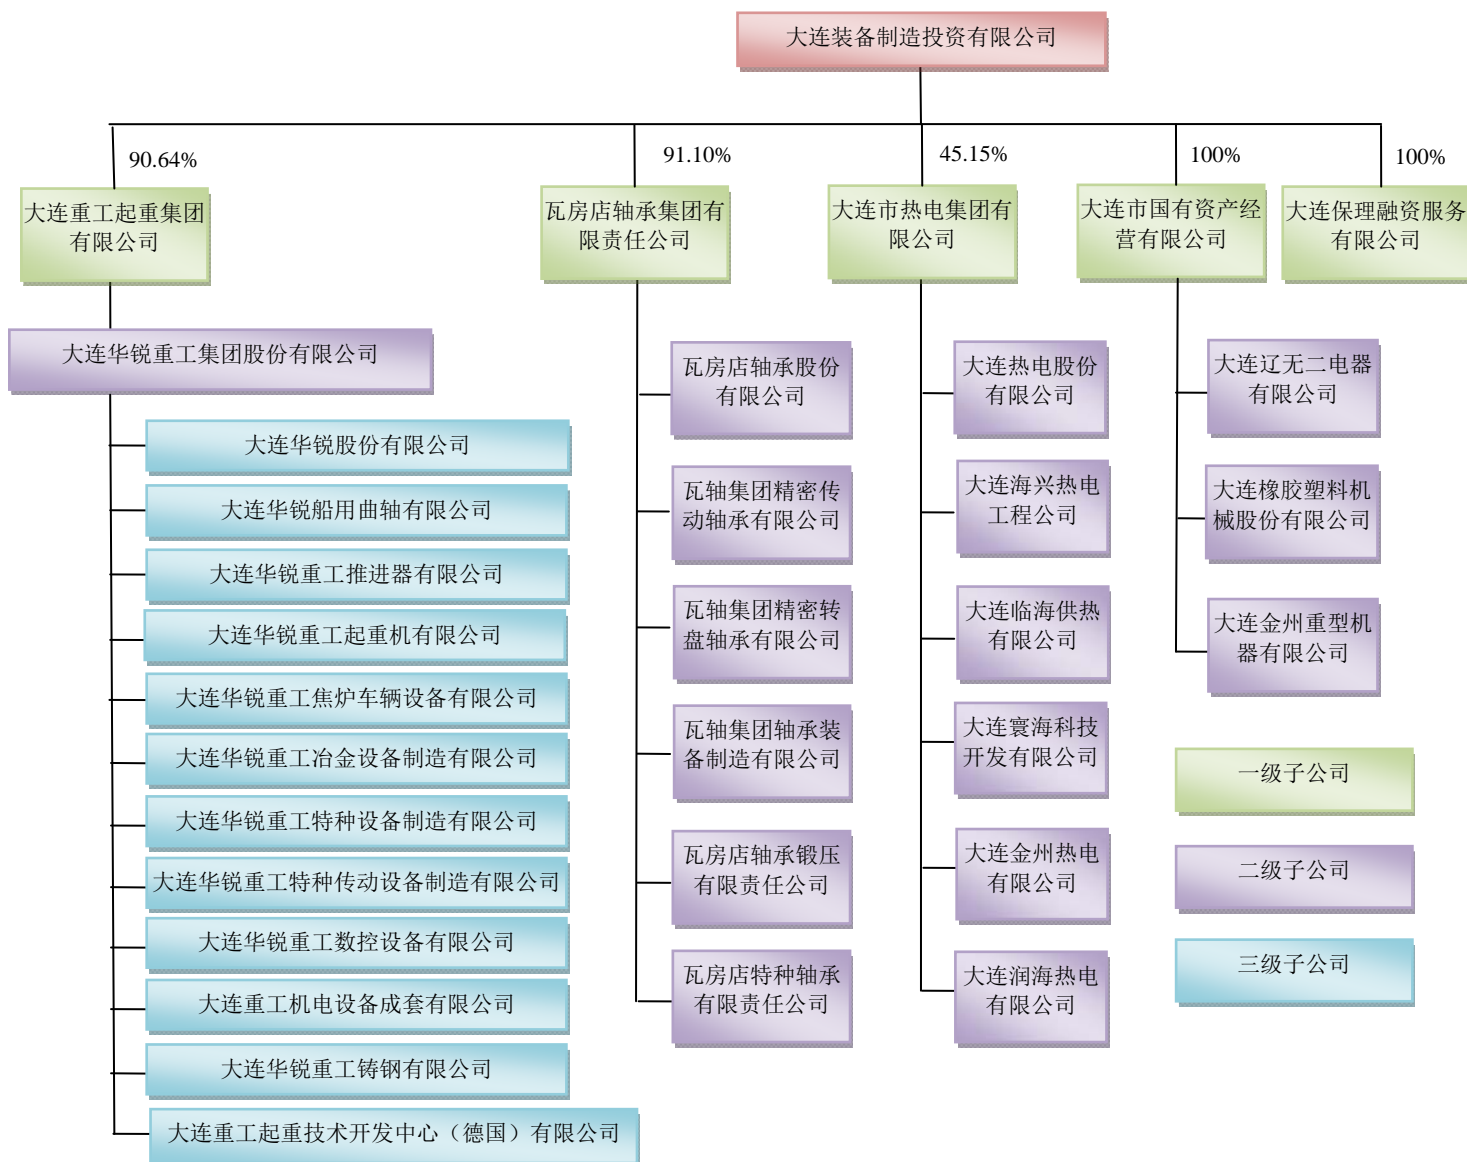 大连装备制造投资有限公司
90.64%
91.10%
45.15%
100%
100%
大连重工起重集团
有限公司
瓦房店轴承集团有
限责任公司
大连市热电集团有
限公司
大连市国有资产经
营有限公司
大连保理融资服务
有限公司
大连华锐重工集团股份有限公司
大连华锐股份有限公司
大连华锐船用曲轴有限公司
大连华锐重工推进器有限公司
大连华锐重工起重机有限公司
大连华锐重工焦炉车辆设备有限公司
大连华锐重工冶金设备制造有限公司
大连华锐重工特种设备制造有限公司
大连华锐重工特种传动设备制造有限公司
大连华锐重工数控设备有限公司
大连重工机电设备成套有限公司
大连华锐重工铸钢有限公司
大连重工起重技术开发中心（德国）有限公司
瓦房店轴承股份
有限公司
瓦轴集团精密传
动轴承有限公司
瓦轴集团精密转
盘轴承有限公司
瓦轴集团轴承装
备制造有限公司
瓦房店轴承锻压
有限责任公司
瓦房店特种轴承
有限责任公司
大连热电股份
有限公司
大连海兴热电
工程公司
大连临海供热
有限公司
大连寰海科技
开发有限公司
大连金州热电
有限公司
大连润海热电
有限公司
大连辽无二电器
有限公司
大连橡胶塑料机
械股份有限公司
大连金州重型机
器有限公司
一级子公司
二级子公司
三级子公司